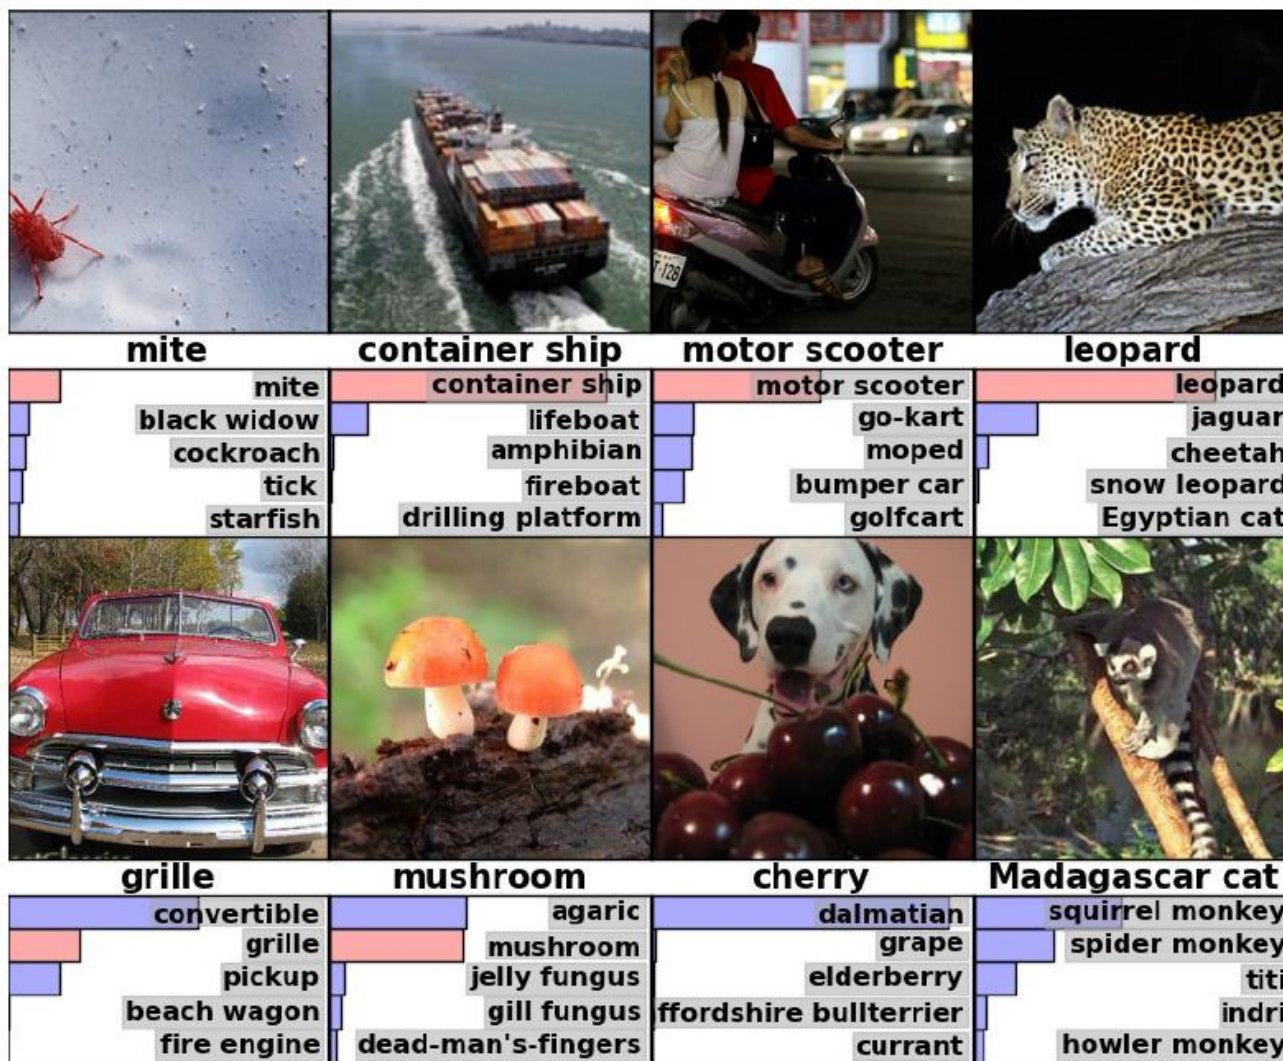 T-128
mite
container ship
motor scooter
leopard
mite
container ship
motor scooter
leopard
black widow
lifeboat
go-kart
jaguar
cockroach
amphibian
moped
cheetah
tick
fireboat
bumper car
snow leopard
starfish
drilling platform
golfcart
Egyptian cat
grille
mushroom
cherry
Madagascar cat
convertible
agaric
dalmatian
squirrel monkey
grille
mushroom
grape
spider monkey
pickup
jelly fungus
elderberry
titi
beach wagon
gill fungus
ffordshire bullterrier
indri
fire engine
dead-man's-fingers
currant
howler monkey